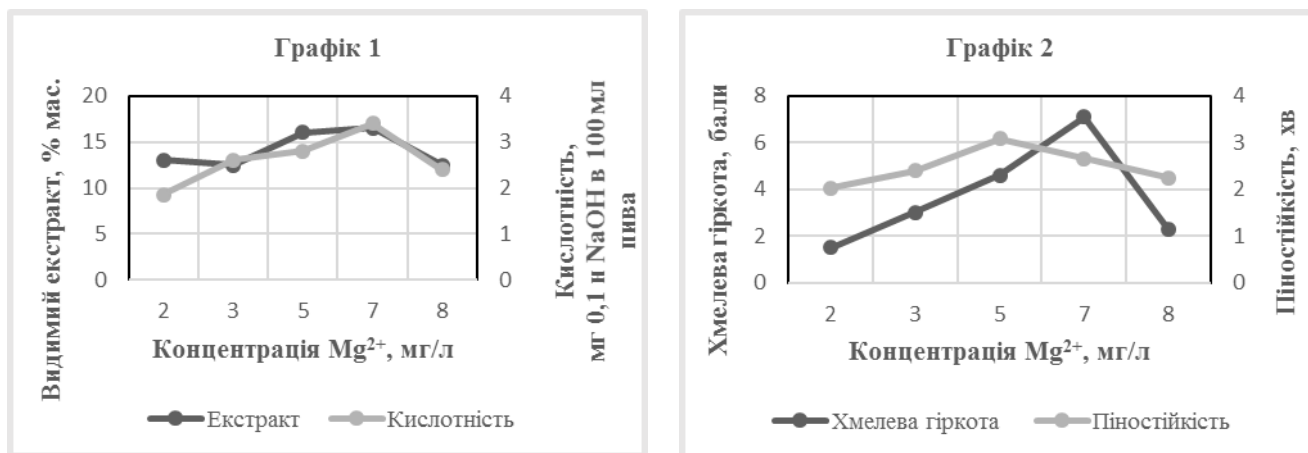 Графік 1
Видимий екстракт, % мас.
20
15
10
5
0
4
3
2
1
0
Кислотність,
мг 0,1 н NaOH в 100 мл
пива
2 3 5 7 8
Концентрація Mg²⁺, мг/л
Екстракт Кислотність
Графік 2
Хмелева гіркота, бали
8
6
4
2
0
4
3
2
1
0
Піностійкість, хв
2 3 5 7 8
Концентрація Mg²⁺, мг/л
Хмелева гіркота Піностійкість